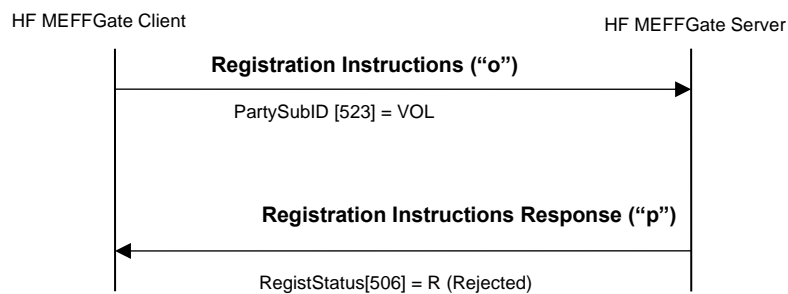 HF MEFFGate Client
HF MEFFGate Server
Registration Instructions (“o”)
PartySubID [523] = VOL
Registration Instructions Response (“p”)
RegistStatus[506] = R (Rejected)